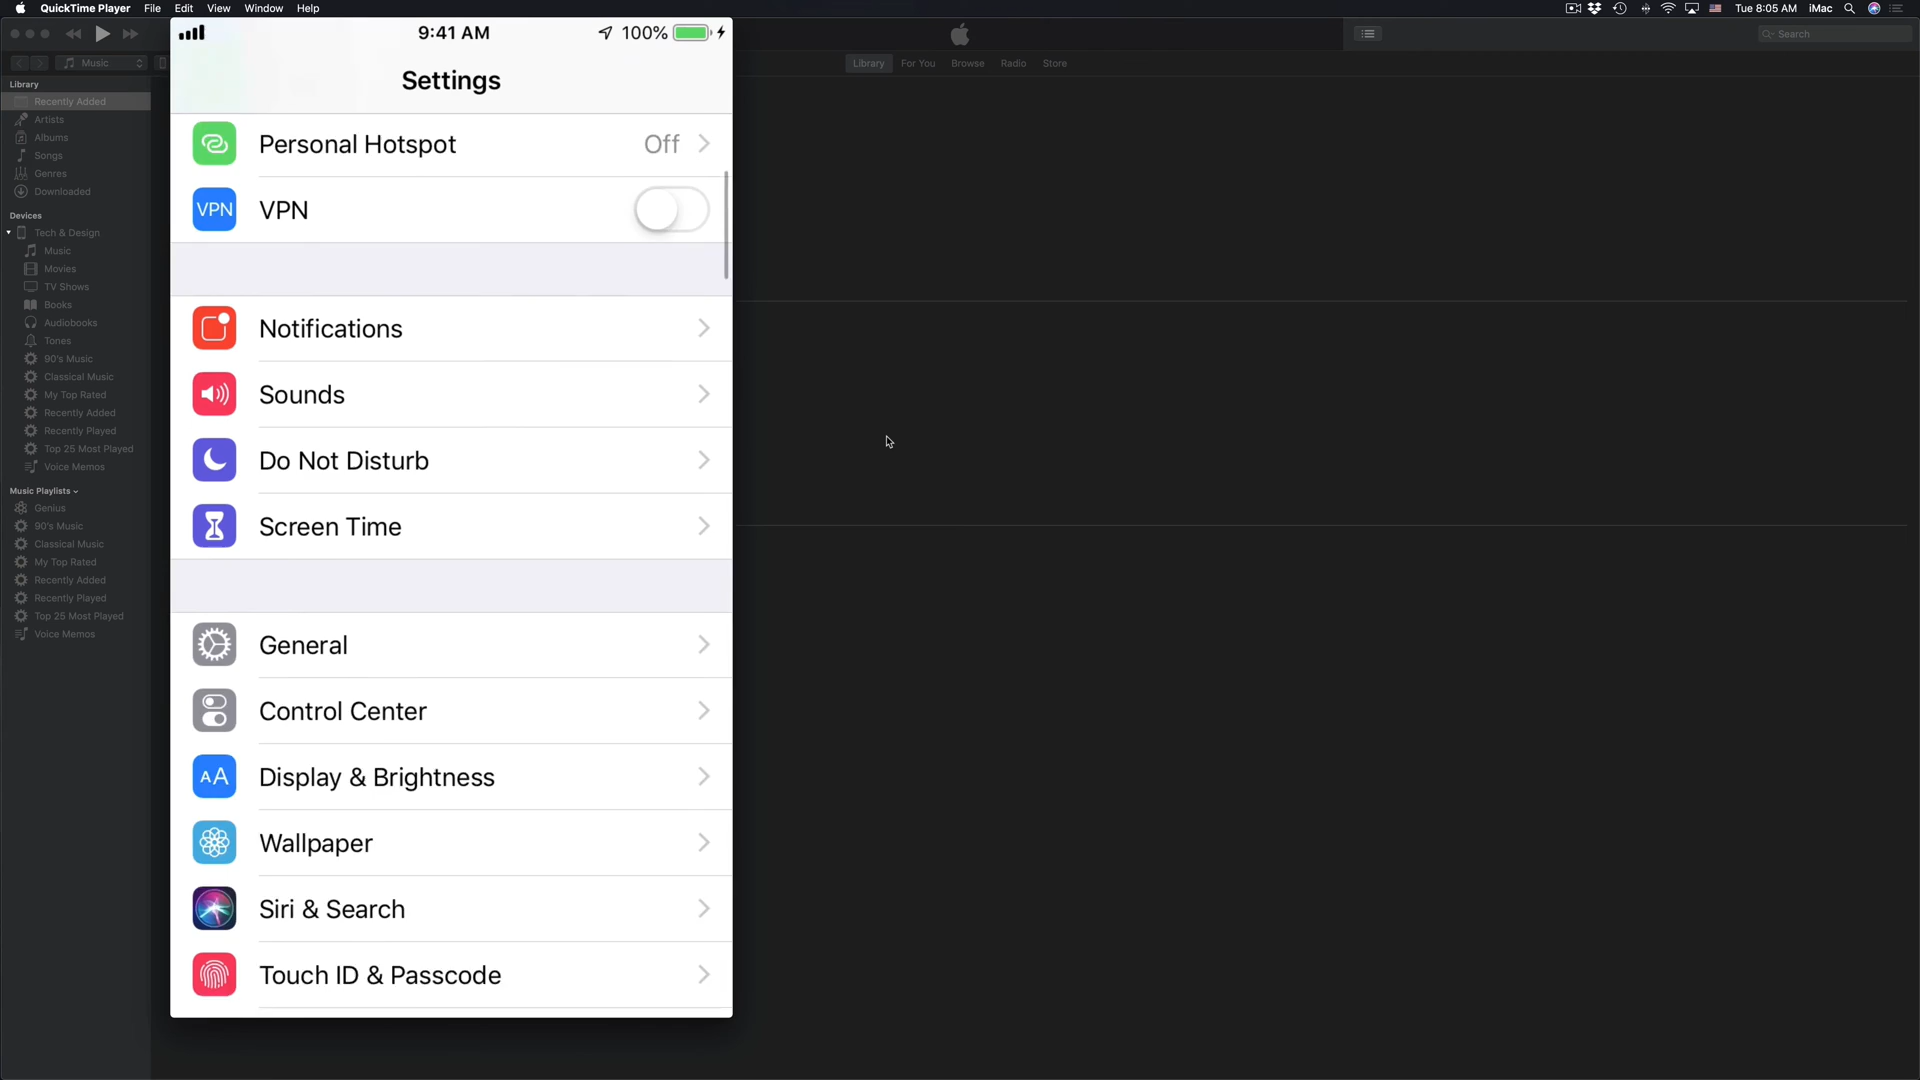 QuickTime Player File Edit View Window Help
Tue 8:05 AM iMac
Music
Library For You Browse Radio Store
Search
Library
Recently Added
Artists
Albums
Songs
Genres
Downloaded
Devices
Tech & Design
Music
Movies
TV Shows
Books
Audiobooks
Tones
90's Music
Classical Music
My Top Rated
Recently Added
Recently Played
Top 25 Most Played
Voice Memos
Music Playlists
Genius
90's Music
Classical Music
My Top Rated
Recently Added
Recently Played
Top 25 Most Played
Voice Memos
9:41 AM 100%
Settings
Personal Hotspot Off
VPN VPN
Notifications
Sounds
Do Not Disturb
Screen Time
General
Control Center
AA Display & Brightness
Wallpaper
Siri & Search
Touch ID & Passcode